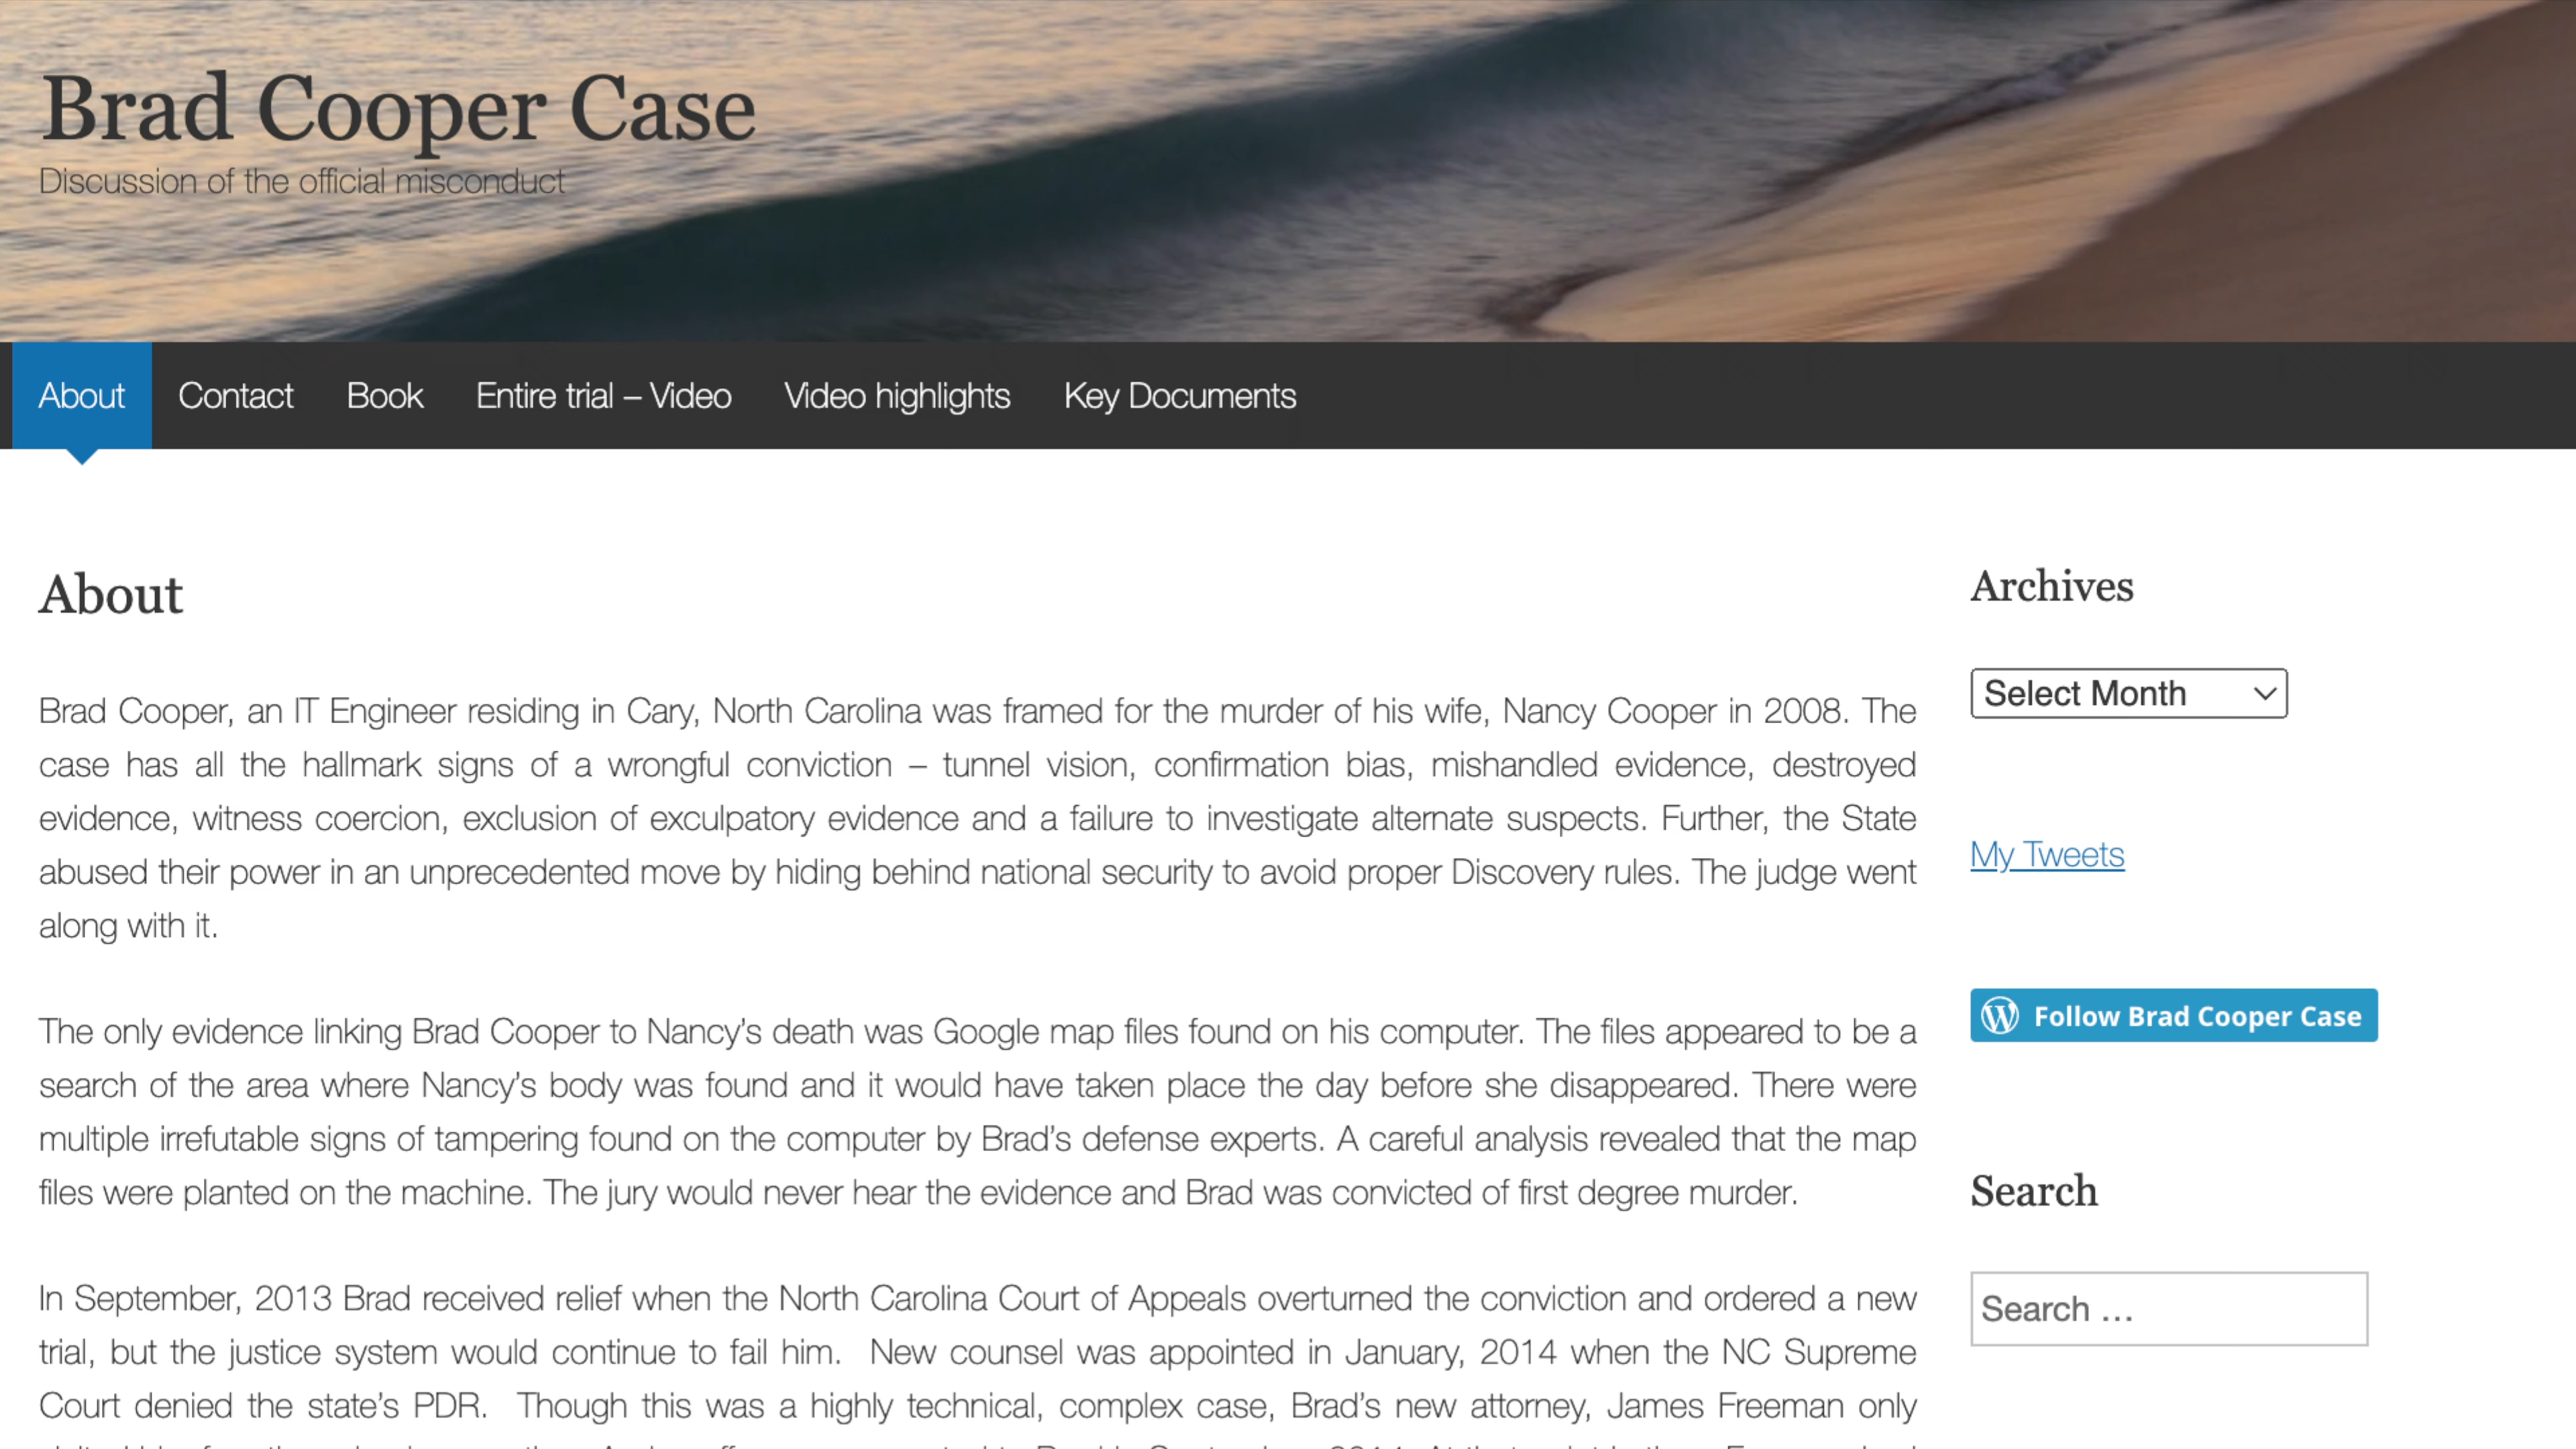 Brad Cooper Case
Discussion of the official misconduct
About Contact Book Entire trial – Video Video highlights Key Documents
About
Brad Cooper, an IT Engineer residing in Cary, North Carolina was framed for the murder of his wife, Nancy Cooper in 2008. The
case has all the hallmark signs of a wrongful conviction – tunnel vision, confirmation bias, mishandled evidence, destroyed
evidence, witness coercion, exclusion of exculpatory evidence and a failure to investigate alternate suspects. Further, the State
abused their power in an unprecedented move by hiding behind national security to avoid proper Discovery rules. The judge went
along with it.
The only evidence linking Brad Cooper to Nancy’s death was Google map files found on his computer. The files appeared to be a
search of the area where Nancy’s body was found and it would have taken place the day before she disappeared. There were
multiple irrefutable signs of tampering found on the computer by Brad’s defense experts. A careful analysis revealed that the map
files were planted on the machine. The jury would never hear the evidence and Brad was convicted of first degree murder.
In September, 2013 Brad received relief when the North Carolina Court of Appeals overturned the conviction and ordered a new
trial, but the justice system would continue to fail him.  New counsel was appointed in January, 2014 when the NC Supreme
Court denied the state’s PDR.  Though this was a highly technical, complex case, Brad’s new attorney, James Freeman only
Archives
Select Month
My Tweets
Follow Brad Cooper Case
Search
Search …